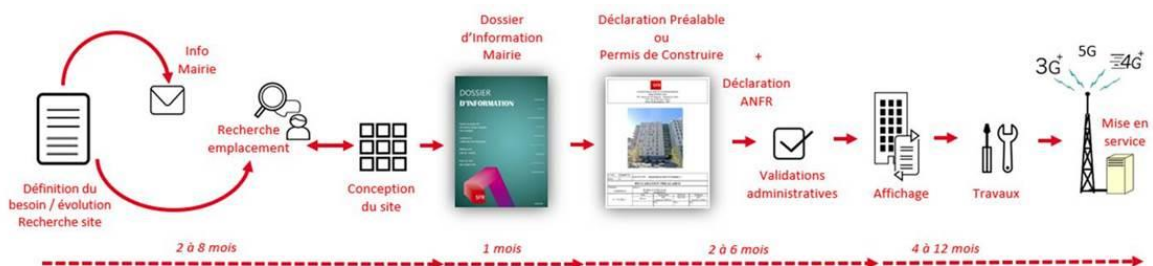 Info
Mairie
Définition du
besoin / évolution
Recherche site
Recherche
emplacement
Conception
du site
Dossier
d'Information
Mairie
DOSSIER
D'INFORMATION
SFR
Déclaration Préalable
ou
Permis de Construire
+
Déclaration
ANFR
Validations
administratives
Affichage
Travaux
3G+
5G
4G+
Mise en
service
2 à 8 mois
1 mois
2 à 6 mois
4 à 12 mois